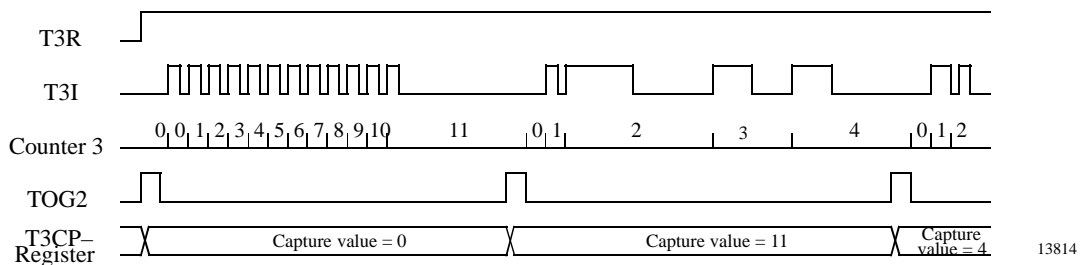 T3R
T3I
Counter 3
0 0 1 2 3 4 5 6 7 8 9 10 11 0 1 2 3 4 0 1 2
TOG2
T3CP–
Register
Capture value = 0
Capture value = 11
Capture
value = 4
13814